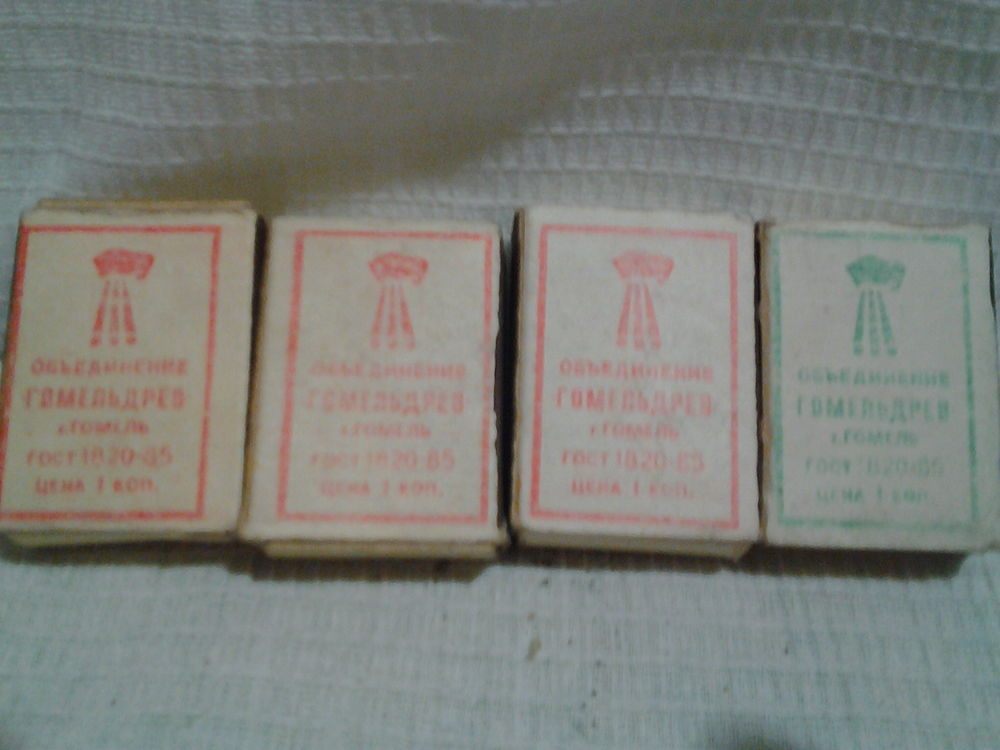 ОБЪЕДИНЕНИЕ
ГОМЕЛЬДРЕВ
г.ГОМЕЛЬ
ГОСТ 1820-85
ЦЕНА 1 КОП.
ОБЪЕДИНЕНИЕ
ГОМЕЛЬДРЕВ
г.ГОМЕЛЬ
ГОСТ 1820-85
ЦЕНА 1 КОП.
ОБЪЕДИНЕНИЕ
ГОМЕЛЬДРЕВ
г.ГОМЕЛЬ
ГОСТ 1820-85
ЦЕНА 1 КОП.
ОБЪЕДИНЕНИЕ
ГОМЕЛЬДРЕВ
г.ГОМЕЛЬ
ГОСТ 1820-85
ЦЕНА 1 КОП.